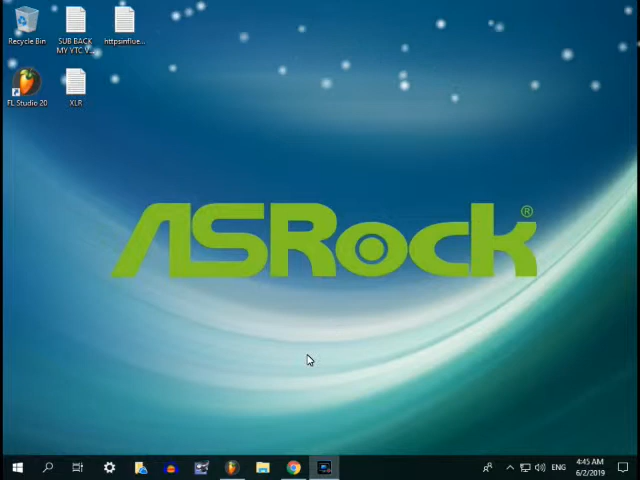 Recycle Bin
SUB BACK
MY YTC V...
httpsinflue...
FL Studio 20
XLR
ASRock®
ENG
4:45 AM
6/2/2019